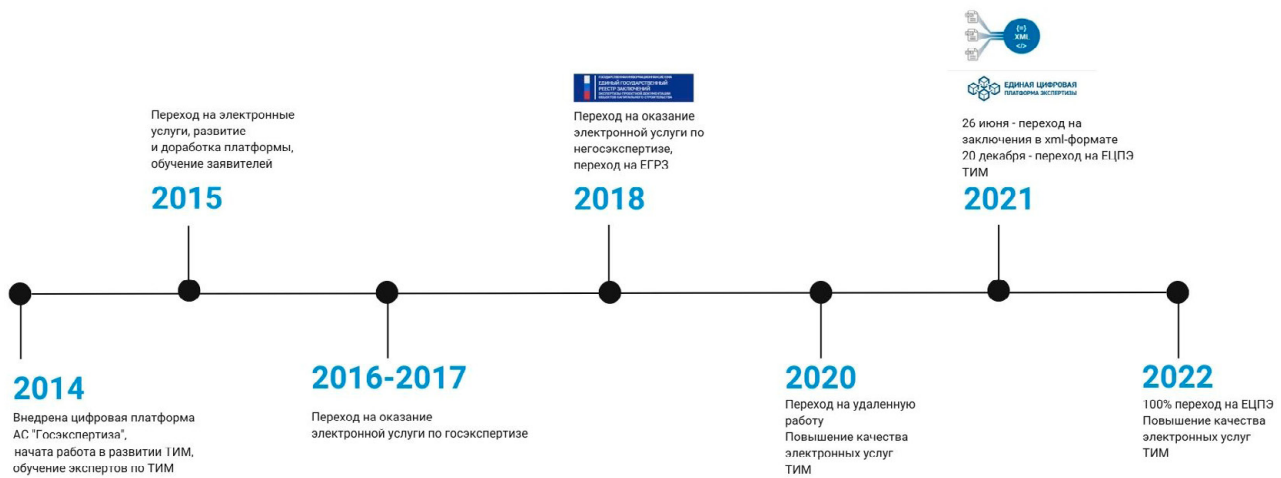 {=}
XML
</>
ЕДИНАЯ ЦИФРОВАЯ
ПЛАТФОРМА ЭКСПЕРТИЗЫ
26 июня - переход на
заключения в xml-формате
20 декабря - переход на ЕЦПЭ
ТИМ
2021
ЕДИНЫЙ ГОСУДАРСТВЕННЫЙ
РЕЕСТР ЗАКЛЮЧЕНИЙ
Переход на оказание
электронной услуги по
негосэкспертизе,
переход на ЕГРЗ
2018
Переход на электронные
услуги, развитие
и доработка платформы,
обучение заявителей
2015
2014
Внедрена цифровая платформа
АС "Госэкспертиза",
начата работа в развитии ТИМ,
обучение экспертов по ТИМ
2016-2017
Переход на оказание
электронной услуги по госэкспертизе
2020
Переход на удаленную
работу
Повышение качества
электронных услуг
ТИМ
2022
100% переход на ЕЦПЭ
Повышение качества
электронных услуг
ТИМ